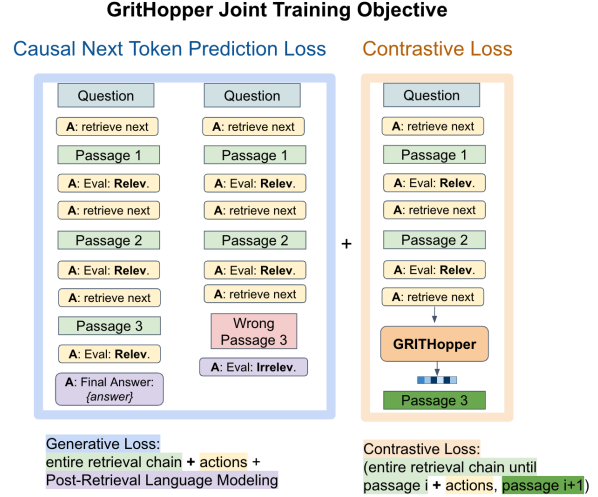 GritHopper Joint Training Objective
Causal Next Token Prediction Loss
Question
A: retrieve next
Passage 1
A: Eval: Relev.
A: retrieve next
Passage 2
A: Eval: Relev.
A: retrieve next
Passage 3
A: Eval: Relev.
A: Final Answer:
{answer}
Question
A: retrieve next
Passage 1
A: Eval: Relev.
A: retrieve next
Passage 2
A: Eval: Relev.
A: retrieve next
Wrong
Passage 3
A: Eval: Irrelev.
Generative Loss:
entire retrieval chain + actions +
Post-Retrieval Language Modeling
+
Contrastive Loss
Question
A: retrieve next
Passage 1
A: Eval: Relev.
A: retrieve next
Passage 2
A: Eval: Relev.
A: retrieve next
GRITHopper
Passage 3
Contrastive Loss:
(entire retrieval chain until
passage i + actions, passage i+1)